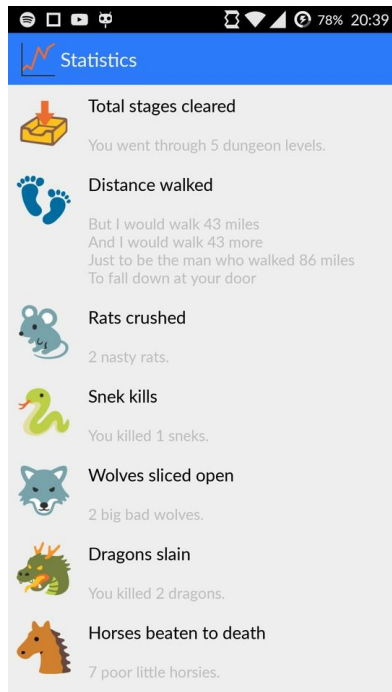 78% 20:39
Statistics
Total stages cleared
You went through 5 dungeon levels.
Distance walked
But I would walk 43 miles
And I would walk 43 more
Just to be the man who walked 86 miles
To fall down at your door
Rats crushed
2 nasty rats.
Snek kills
You killed 1 sneks.
Wolves sliced open
2 big bad wolves.
Dragons slain
You killed 2 dragons.
Horses beaten to death
7 poor little horsies.